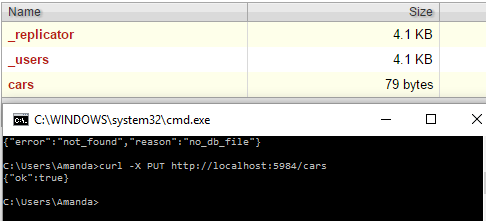 Name Size
_replicator 4.1 KB
_users 4.1 KB
cars 79 bytes
C:\WINDOWS\system32\cmd.exe
{"error":"not_found","reason":"no_db_file"}
C:\Users\Amanda>curl -X PUT http://localhost:5984/cars
{"ok":true}
C:\Users\Amanda>